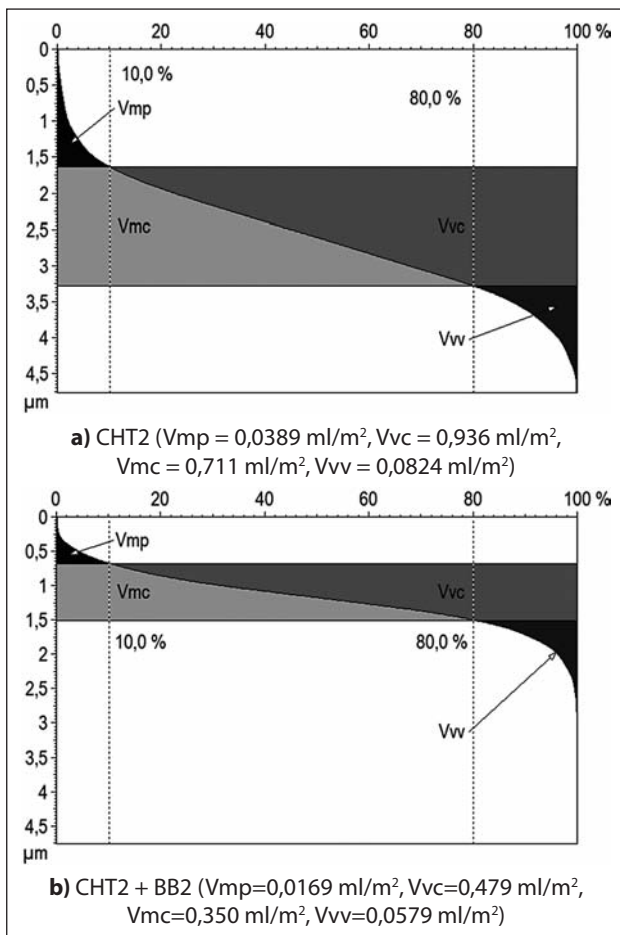 0 20 40 60 80 100 %
0
10,0 %
80,0 %
0,5
Vmp
1
1,5
2
Vmc
Vvc
2,5
3
3,5
Vvv
4
4,5
µm
a) CHT2 (Vmp = 0,0389 ml/m², Vvc = 0,936 ml/m²,
Vmc = 0,711 ml/m², Vvv = 0,0824 ml/m²)
0 20 40 60 80 100 %
0
Vmp
0,5
1
Vmc
Vvc
1,5
10,0 %
80,0 %
2
2,5
Vvv
3
3,5
4
4,5
µm
b) CHT2 + BB2 (Vmp=0,0169 ml/m², Vvc=0,479 ml/m²,
Vmc=0,350 ml/m², Vvv=0,0579 ml/m²)